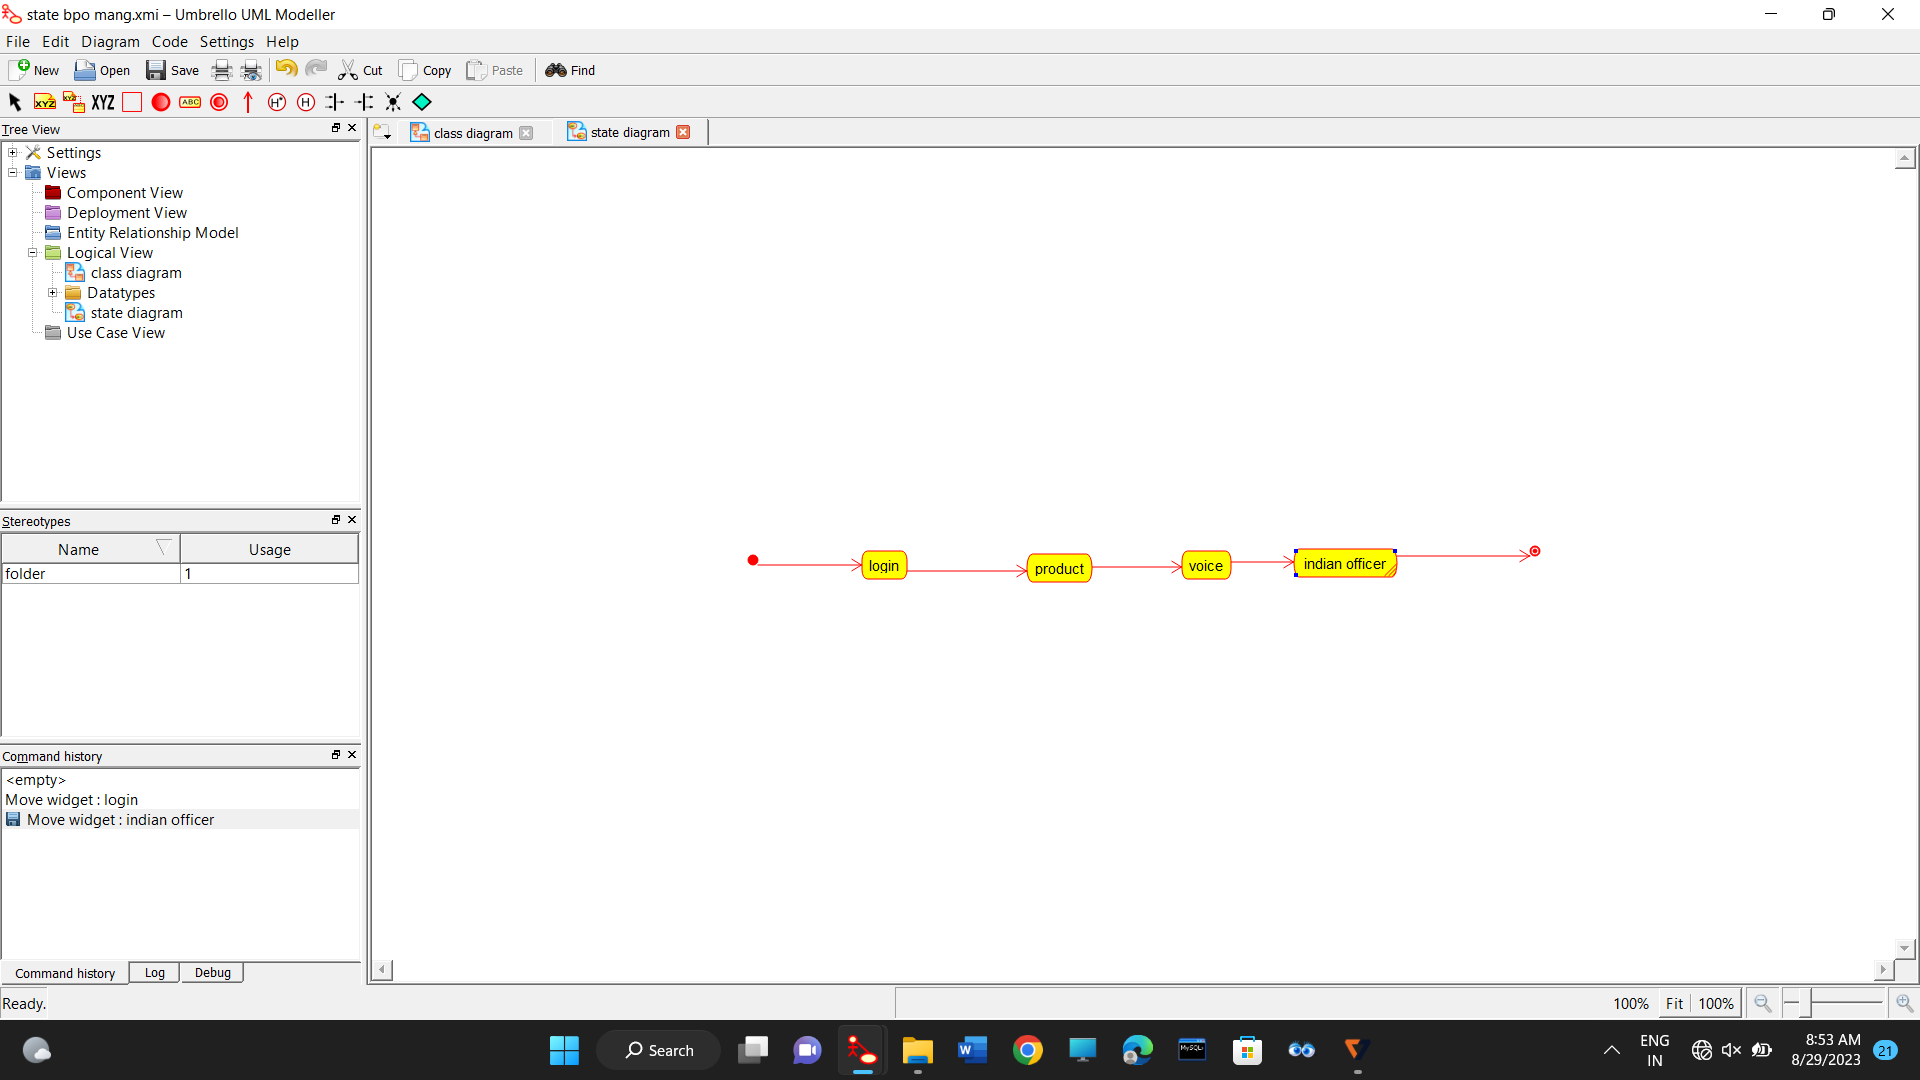 state bpo mang.xmi – Umbrello UML Modeller
File Edit Diagram Code Settings Help
New Open Save Cut Copy Paste Find
XYZ XYZ XYZ ABC H* H
Tree View
class diagram state diagram
Settings
Views
Component View
Deployment View
Entity Relationship Model
Logical View
class diagram
Datatypes
state diagram
Use Case View
Stereotypes
Name Usage
folder 1
login product voice indian officer
Command history
<empty>
Move widget : login
Move widget : indian officer
Command history Log Debug
Ready. 100% Fit 100%
Search
W
MySQL
ENG
IN
8:53 AM
8/29/2023
21